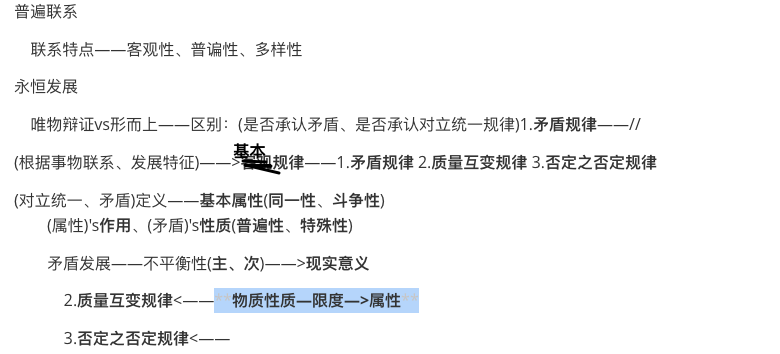 普遍联系
联系特点——客观性、普谝性、多样性
永恒发展
唯物辩证vs形而上——区别：(是否承认矛盾、是否承认对立统一规律)1.矛盾规律——//
基本
(根据事物联系、发展特征)——>规律——1.矛盾规律 2.质量互变规律 3.否定之否定规律
(对立统一、矛盾)定义——基本属性(同一性、斗争性)
(属性)'s作用、(矛盾)'s性质(普遍性、特殊性)
矛盾发展——不平衡性(主、次)——>现实意义
2.质量互变规律<——** 物质性质—限度—>属性**
3.否定之否定规律<——